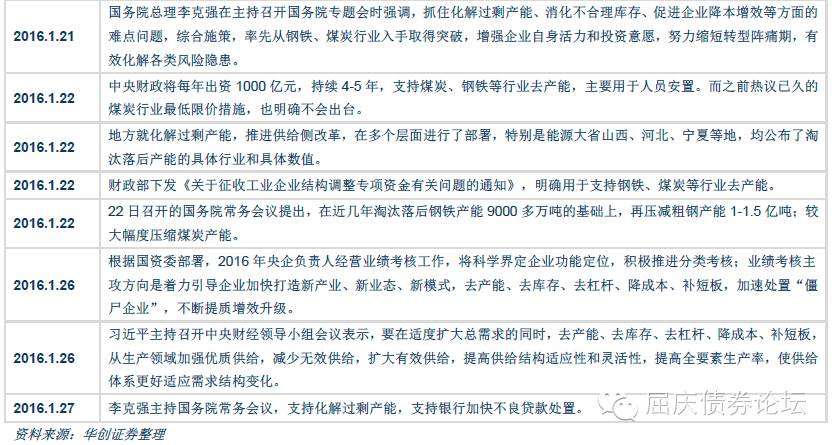 国务院总理李克强在主持召开国务院专题会时强调，抓住化解过剩产能、消化不合理库存、促进企业降本增效等方面的
2016.1.21 难点问题，综合施策，率先从钢铁、煤炭行业入手取得突破，增强企业自身活力和投资意愿，努力缩短转型阵痛期，有
效化解各类风险隐患。
2016.1.22 中央财政将每年出资 1000 亿元，持续 4-5 年，支持煤炭、钢铁等行业去产能，主要用于人员安置。而之前热议已久的
煤炭行业最低限价措施，也明确不会出台。
2016.1.22 地方就化解过剩产能，推进供给侧改革，在多个层面进行了部署，特别是能源大省山西、河北、宁夏等地，均公布了淘
汰落后产能的具体行业和具体数值。
2016.1.22 财政部下发《关于征收工业企业结构调整专项资金有关问题的通知》，明确用于支持钢铁、煤炭等行业去产能。
2016.1.22 22 日召开的国务院常务会议提出，在近几年淘汰落后钢铁产能 9000 多万吨的基础上，再压减粗钢产能 1-1.5 亿吨；较
大幅度压缩煤炭产能。
根据国资委部署，2016 年央企负责人经营业绩考核工作，将科学界定企业功能定位，积极推进分类考核；业绩考核主
2016.1.26 攻方向是着力引导企业加快打造新产业、新业态、新模式，去产能、去库存、去杠杆、降成本、补短板，加速处置“僵
尸企业”，不断提质增效升级。
习近平主持召开中央财经领导小组会议表示，要在适度扩大总需求的同时，去产能、去库存、去杠杆、降成本、补短板，
2016.1.26 从生产领域加强优质供给，减少无效供给，扩大有效供给，提高供给结构适应性和灵活性，提高全要素生产率，使供给
体系更好适应需求结构变化。
2016.1.27 李克强主持国务院常务会议，支持化解过剩产能，支持银行加快不良贷款处置。
屈庆债券论坛
资料来源：华创证券整理